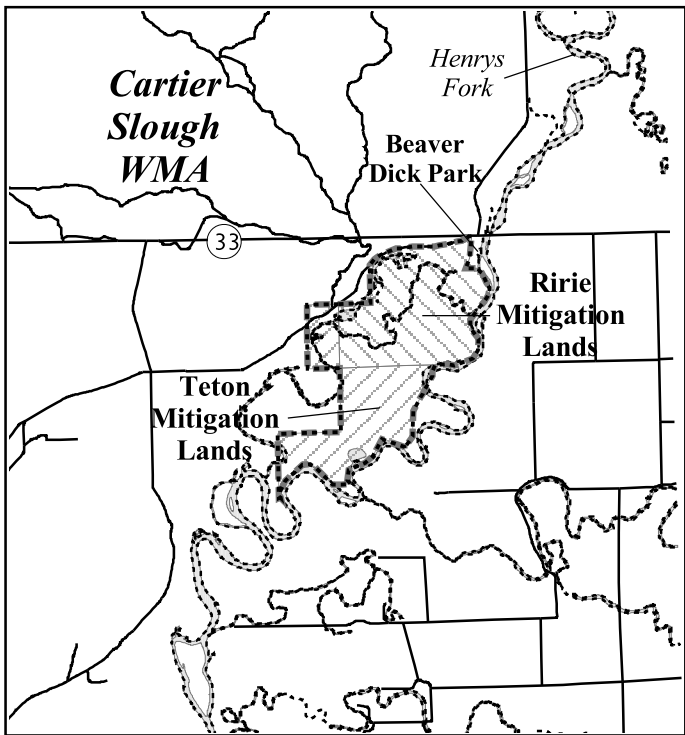 Cartier
Slough
WMA
Henrys
Fork
Beaver
Dick Park
33
Ririe
Mitigation
Lands
Teton
Mitigation
Lands